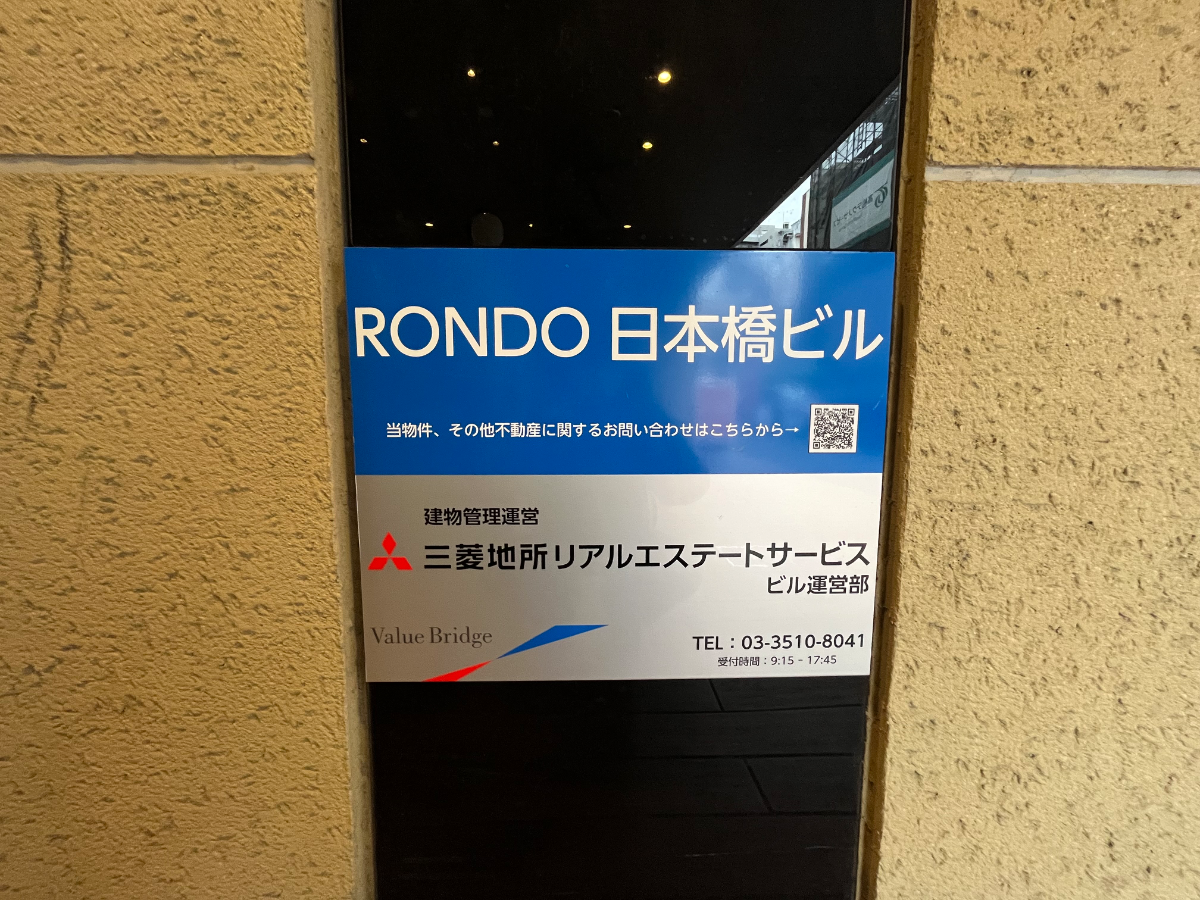 RONDO 日本橋ビル
当物件、その他不動産に関するお問い合わせはこちらから→
建物管理運営
三菱地所リアルエステートサービス
ビル運営部
Value Bridge
TEL：03-3510-8041
受付時間：9:15 - 17:45